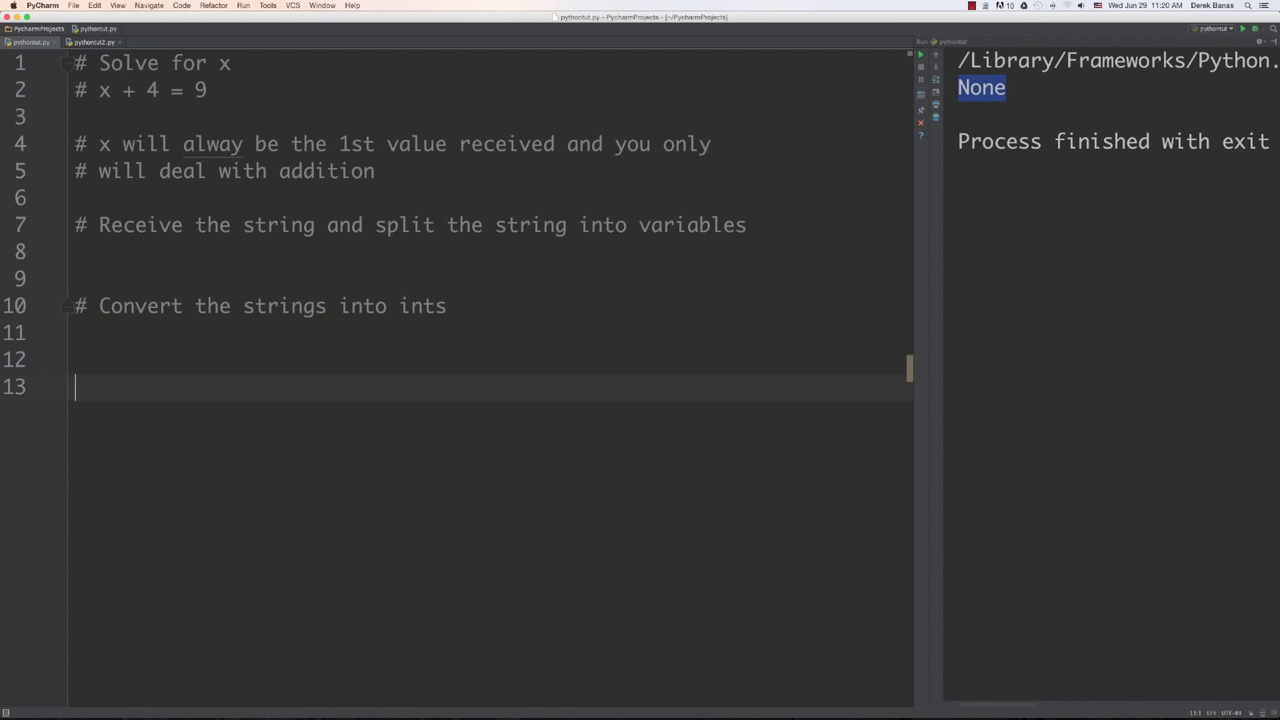 PyCharm File Edit View Navigate Code Refactor Run Tools VCS Window Help 10 Wed Jun 29 11:20 AM Derek Banas
pythontut.py - PycharmProjects - [~/PycharmProjects]
PycharmProjects pythontut.py pythontut
pythontut.py pythontut2.py Run pythontut
1 # Solve for x
2 # x + 4 = 9
3
4 # x will alway be the 1st value received and you only
5 # will deal with addition
6
7 # Receive the string and split the string into variables
8
9
10 # Convert the strings into ints
11
12
13
/Library/Frameworks/Python.
None
Process finished with exit
13:1 LF÷ UTF-8÷